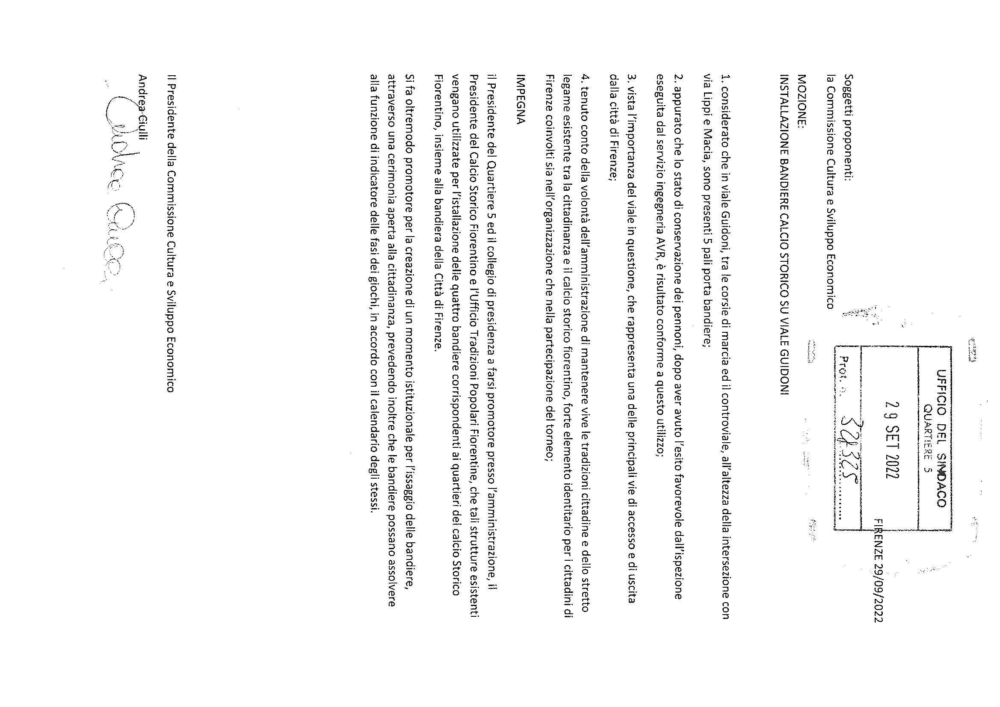 UFFICIO DEL SINDACO
QUARTIERE 5
29 SET 2022
Prot. n.
FIRENZE 29/09/2022
Soggetti proponenti:
la Commissione Cultura e Sviluppo Economico
MOZIONE:
INSTALLAZIONE BANDIERE CALCIO STORICO SU VIALE GUIDONI
1. considerato che in viale Guidoni, tra le corsie di marcia ed il controviale, all'altezza della intersezione con
via Lippi e Macia, sono presenti 5 pali porta bandiere;
2. appurato che lo stato di conservazione dei pennoni, dopo aver avuto l'esito favorevole dall'ispezione
eseguita dal servizio ingegneria AVR, è risultato conforme a questo utilizzo;
3. vista l'importanza del viale in questione, che rappresenta una delle principali vie di accesso e di uscita
dalla città di Firenze;
4. tenuto conto della volontà dell'amministrazione di mantenere vive le tradizioni cittadine e dello stretto
legame esistente tra la cittadinanza e il calcio storico fiorentino, forte elemento identitario per i cittadini di
Firenze coinvolti sia nell'organizzazione che nella partecipazione del torneo;
IMPEGNA
il Presidente del Quartiere 5 ed il collegio di presidenza a farsi promotore presso l'amministrazione, il
Presidente del Calcio Storico Fiorentino e l'Ufficio Tradizioni Popolari Fiorentine, che tali strutture esistenti
vengano utilizzate per l'istallazione delle quattro bandiere corrispondenti ai quartieri del calcio Storico
Fiorentino, insieme alla bandiera della Città di Firenze.
Si fa oltremodo promotore per la creazione di un momento istituzionale per l'issaggio delle bandiere,
attraverso una cerimonia aperta alla cittadinanza, prevedendo inoltre che le bandiere possano assolvere
alla funzione di indicatore delle fasi dei giochi, in accordo con il calendario degli stessi.
Il Presidente della Commissione Cultura e Sviluppo Economico
Andrea Ciulli